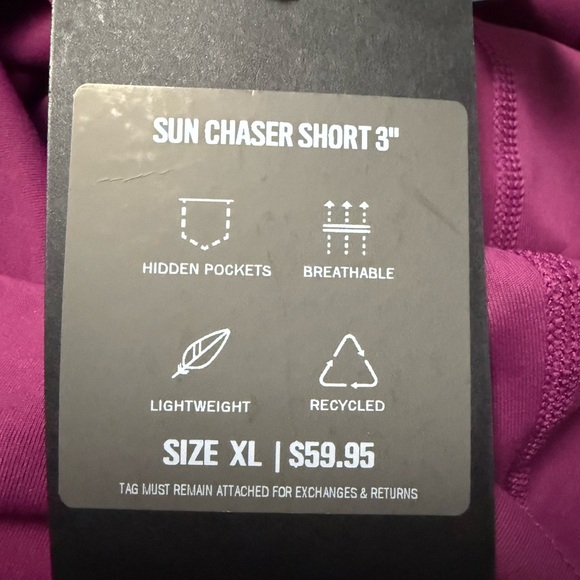 SUN CHASER SHORT 3"
HIDDEN POCKETS
BREATHABLE
LIGHTWEIGHT
RECYCLED
SIZE XL | $59.95
TAG MUST REMAIN ATTACHED FOR EXCHANGES & RETURNS